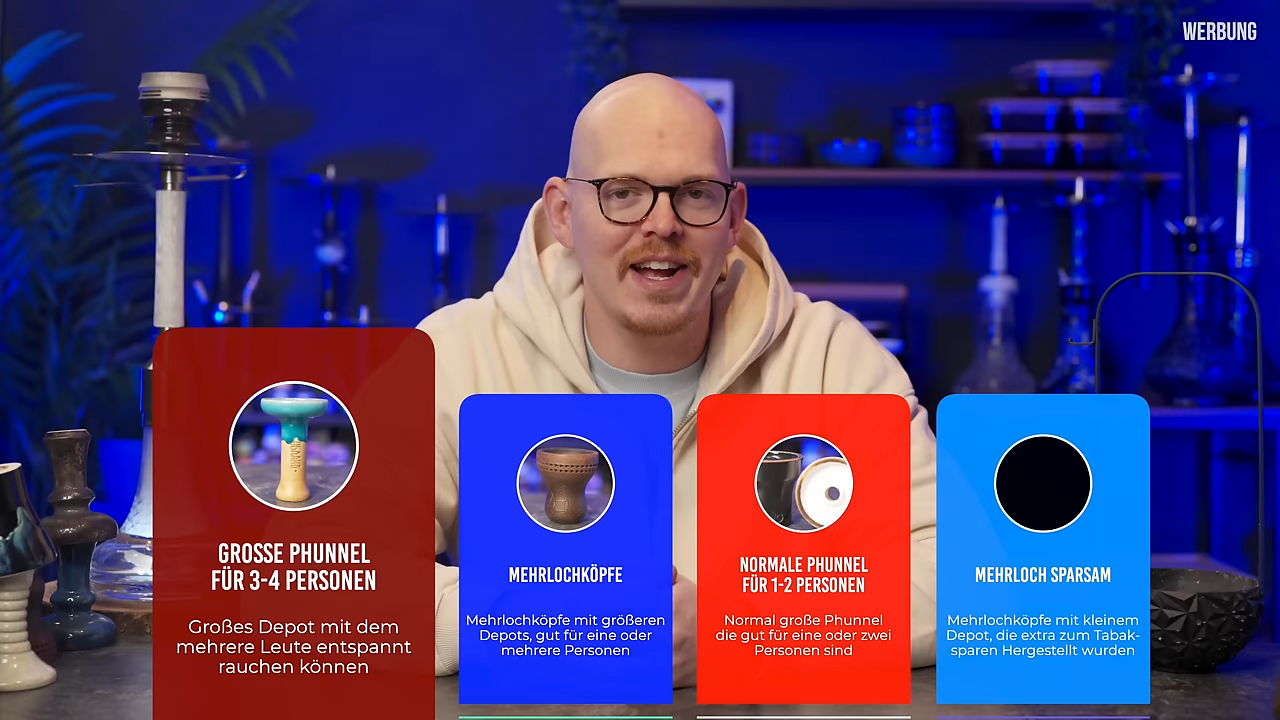 WERBUNG
GROSSE PHUNNEL
FÜR 3-4 PERSONEN
Großes Depot mit dem
mehrere Leute entspannt
rauchen können
MEHRLOCHKÖPFE
Mehrlochköpfe mit größeren
Depots, gut für eine oder
mehrere Personen
NORMALE PHUNNEL
FÜR 1-2 PERSONEN
Normal große Phunnel
die gut für eine oder zwei
Personen sind
MEHRLOCH SPARSAM
Mehrlochköpfe mit kleinem
Depot, die extra zum Tabak-
sparen Hergestellt wurden